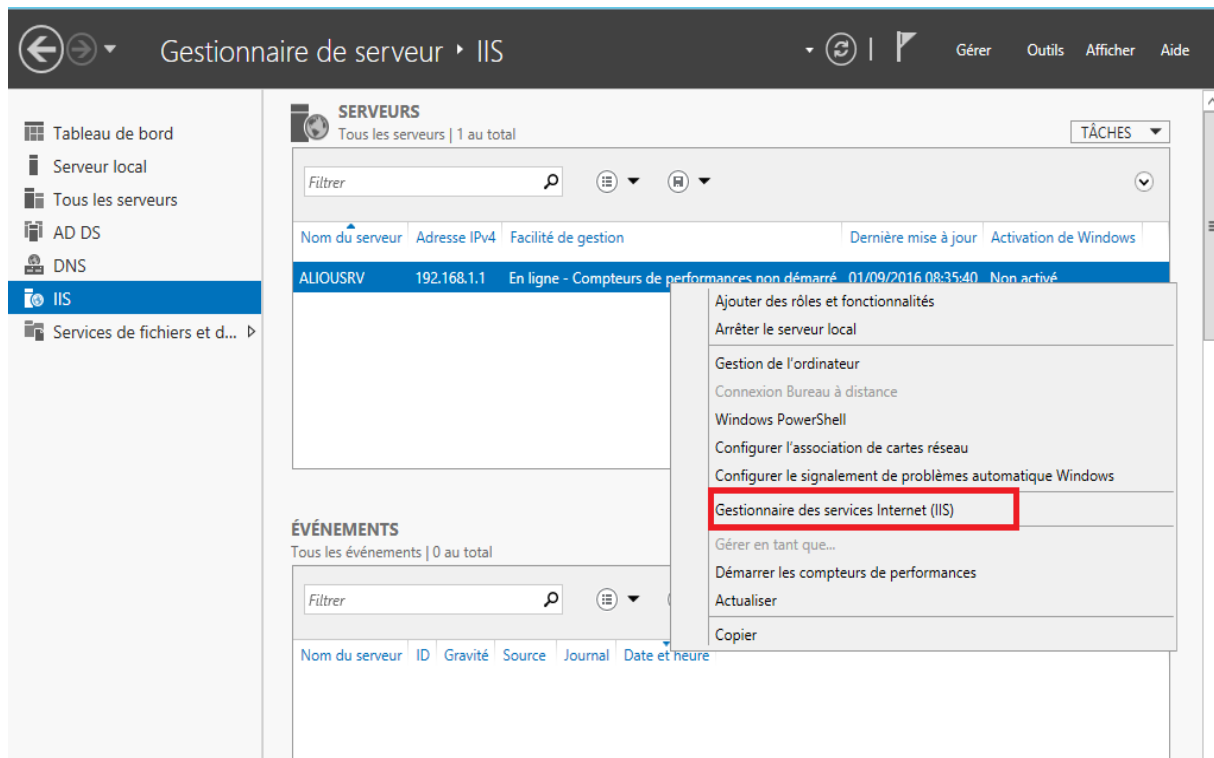 Gestionnaire de serveur ‣ IIS
Gérer Outils Afficher Aide
Tableau de bord
Serveur local
Tous les serveurs
AD DS
DNS
IIS
Services de fichiers et d...
SERVEURS
Tous les serveurs | 1 au total
TÂCHES
Filtrer
Nom du serveur Adresse IPv4 Facilité de gestion Dernière mise à jour Activation de Windows
ALIOUSRV 192.168.1.1 En ligne - Compteurs de performances non démarré 01/09/2016 08:35:40 Non activé
Ajouter des rôles et fonctionnalités
Arrêter le serveur local
Gestion de l'ordinateur
Connexion Bureau à distance
Windows PowerShell
Configurer l'association de cartes réseau
Configurer le signalement de problèmes automatique Windows
Gestionnaire des services Internet (IIS)
Gérer en tant que...
Démarrer les compteurs de performances
Actualiser
Copier
ÉVÉNEMENTS
Tous les événements | 0 au total
Filtrer
Nom du serveur ID Gravité Source Journal Date et heure